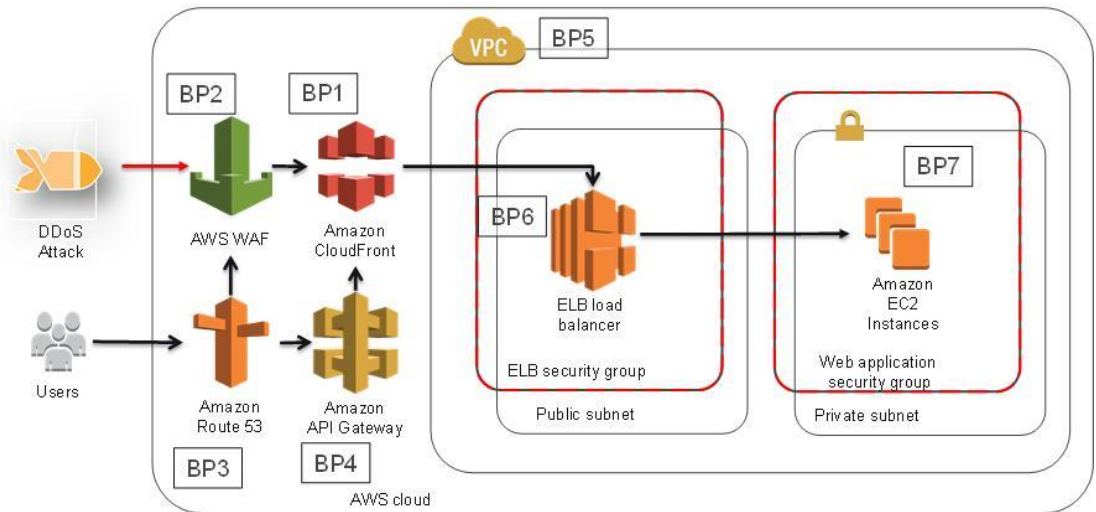 VPC
BP5
BP2
BP1
BP7
BP6
DDoS
Attack
AWS WAF
Amazon
CloudFront
ELB load
balancer
Amazon
EC2
Instances
Users
Amazon
Route 53
Amazon
API Gateway
ELB security group
Web application
security group
Public subnet
Private subnet
BP3
BP4
AWS cloud